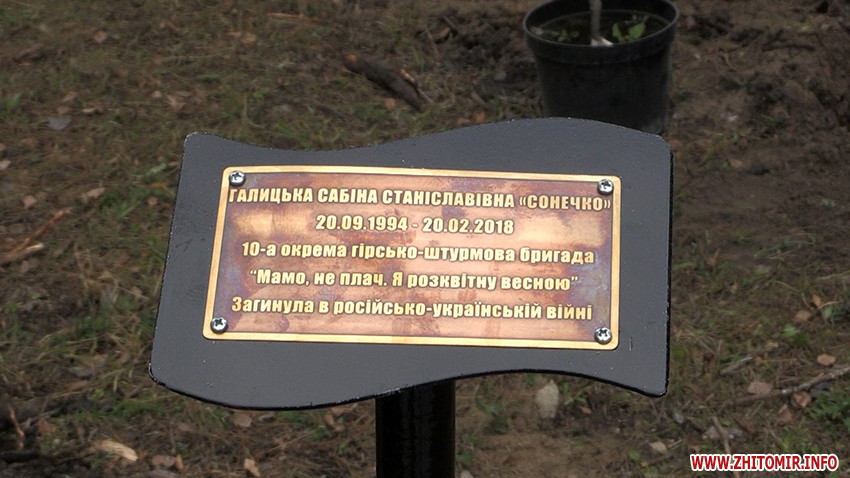 ГАЛИЦЬКА САБІНА СТАНІСЛАВІВНА «СОНЕЧКО»
20.09.1994 - 20.02.2018
10-а окрема гірсько-штурмова бригада
“Мамо, не плач. Я розквітну весною”
Загинула в російсько-українській війні
WWW.ZHITOMIR.INFO